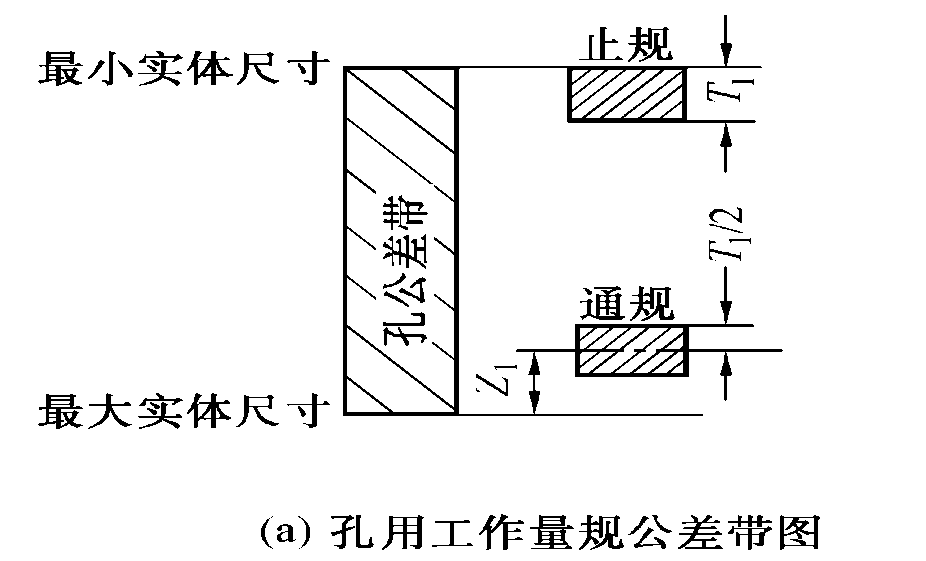 最小实体尺寸
止规
T₁
孔公差带
T₁/2
通规
Z₁
最大实体尺寸
(a) 孔用工作量规公差带图